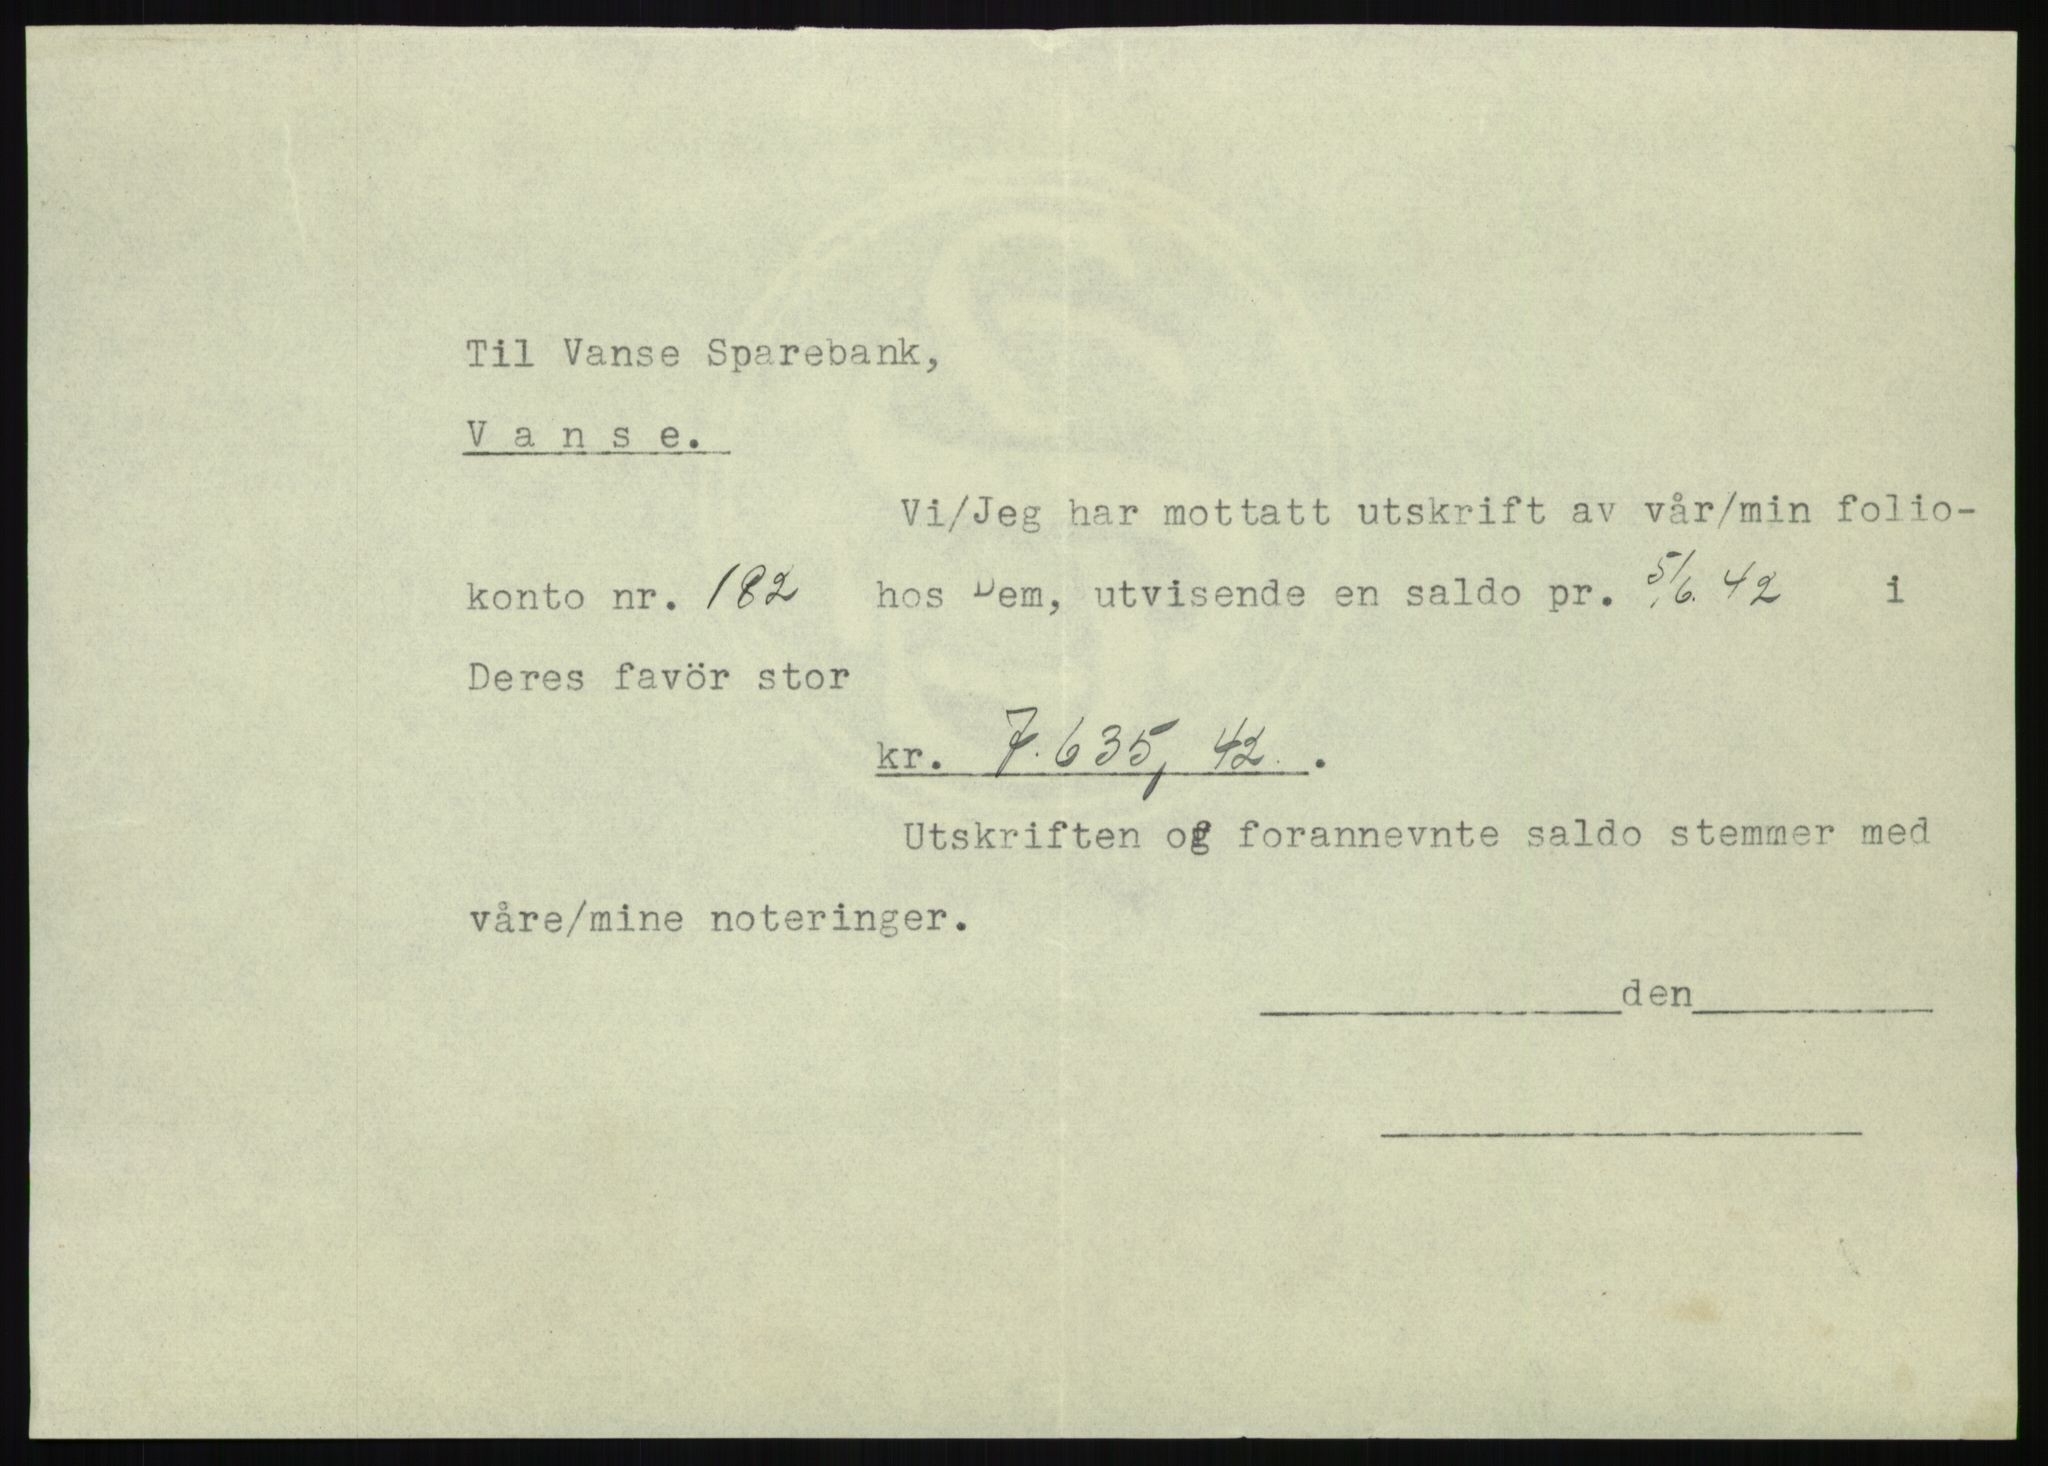 Til Vanse Sparebank,
V a n s e.
Vi/Jeg har mottatt utskrift av vår/min folio-
konto nr. 182 hos Dem, utvisende en saldo pr. 5/6. 42 i
Deres favör stor
kr. 7.635,42. .
Utskriften og forannevnte saldo stemmer med
våre/mine noteringer.
den